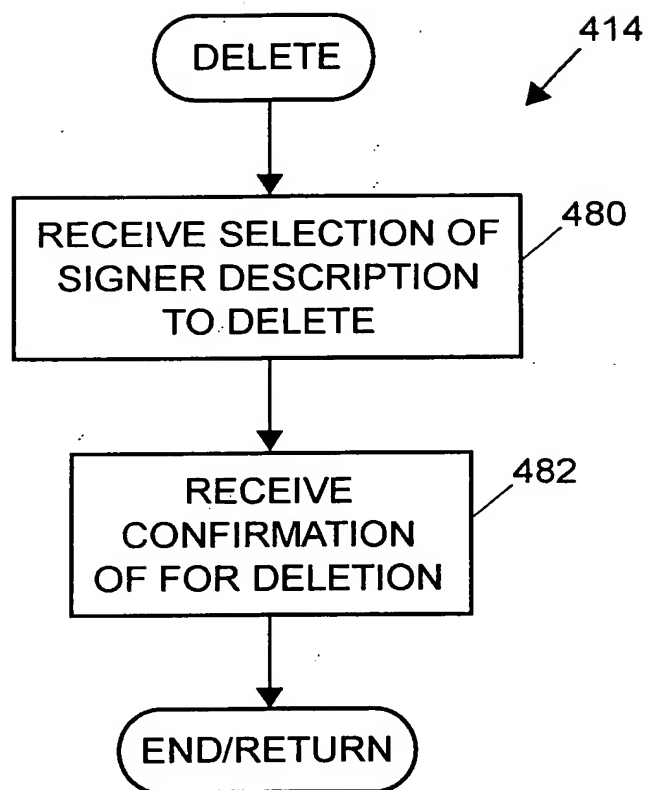 DELETE
414
RECEIVE SELECTION OF
SIGNER DESCRIPTION
TO DELETE
480
RECEIVE
CONFIRMATION
OF FOR DELETION
482
END/RETURN